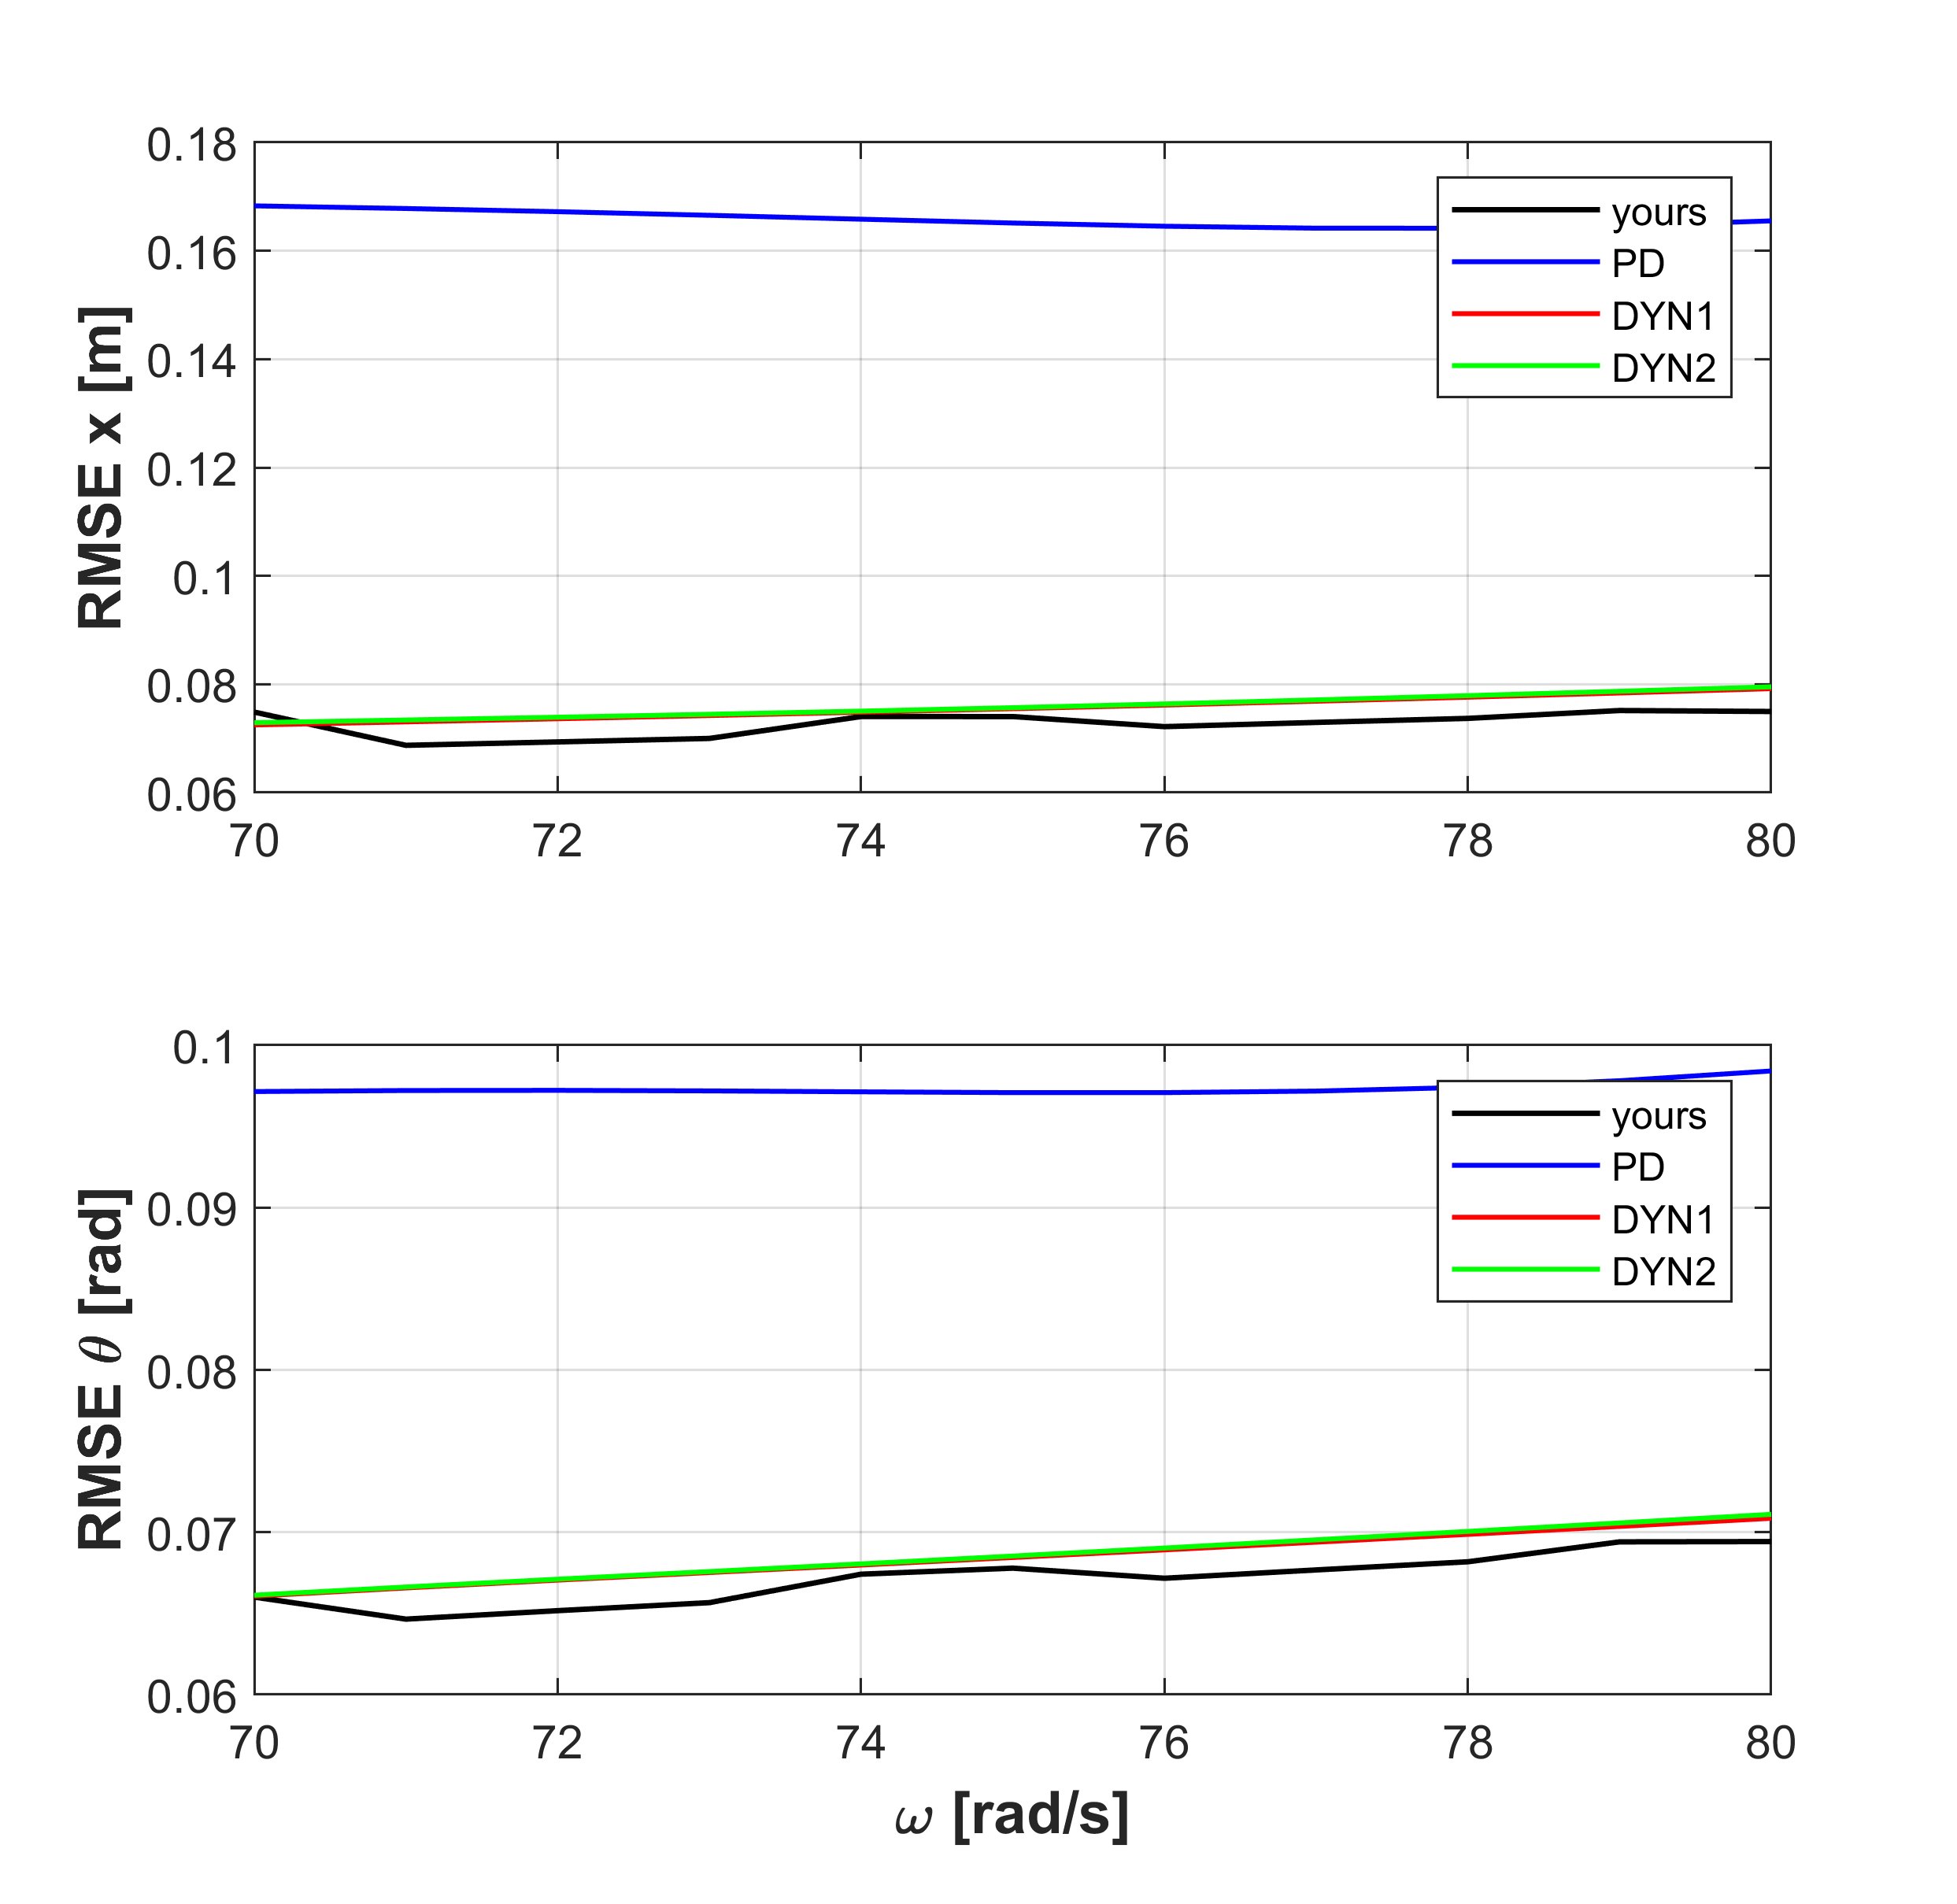 0.18
0.16
0.14
0.12
0.1
0.08
0.06
RMSE x [m]
yours
PD
DYN1
DYN2
70 72 74 76 78 80
0.1
0.09
0.08
0.07
0.06
RMSE θ [rad]
yours
PD
DYN1
DYN2
70 72 74 76 78 80
ω [rad/s]